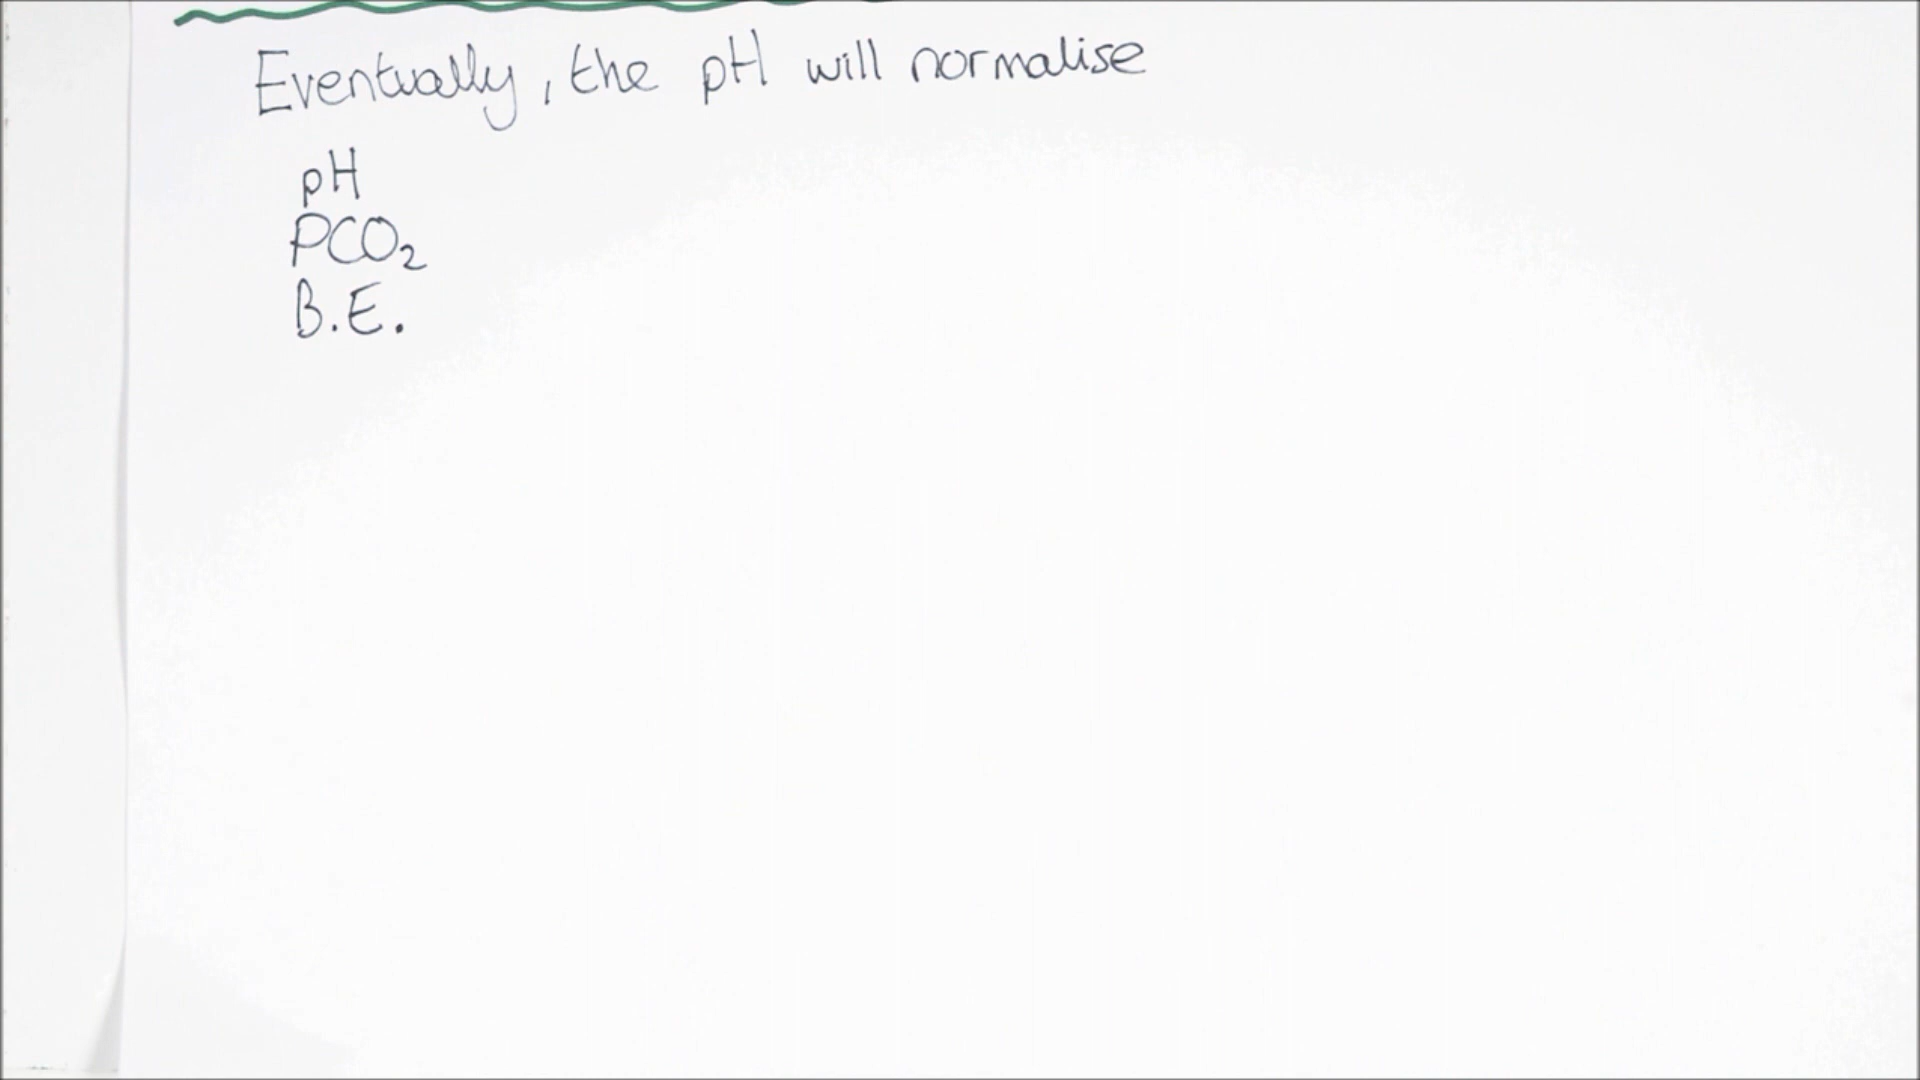 Eventually, the pH will normalise
pH
PCO₂
B.E.